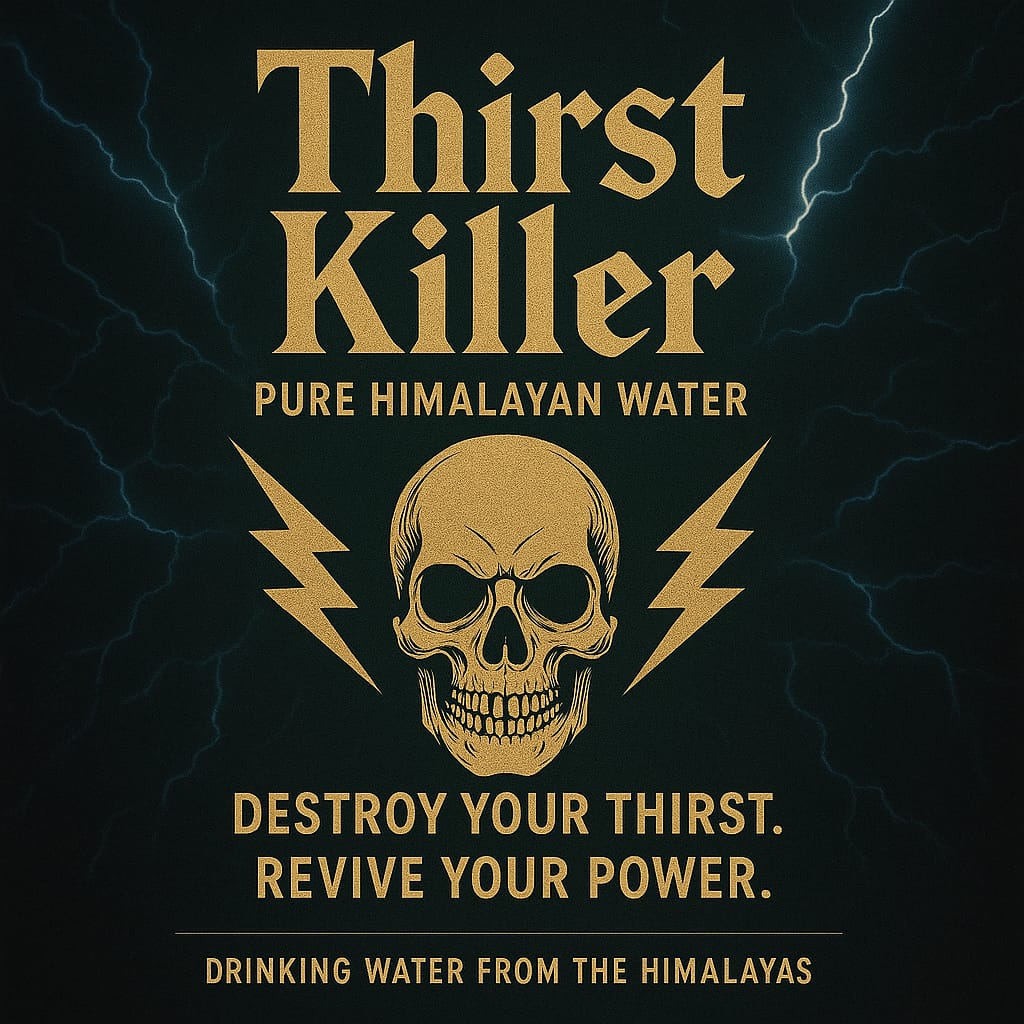 Thirst
Killer
PURE HIMALAYAN WATER
DESTROY YOUR THIRST.
REVIVE YOUR POWER.
DRINKING WATER FROM THE HIMALAYAS